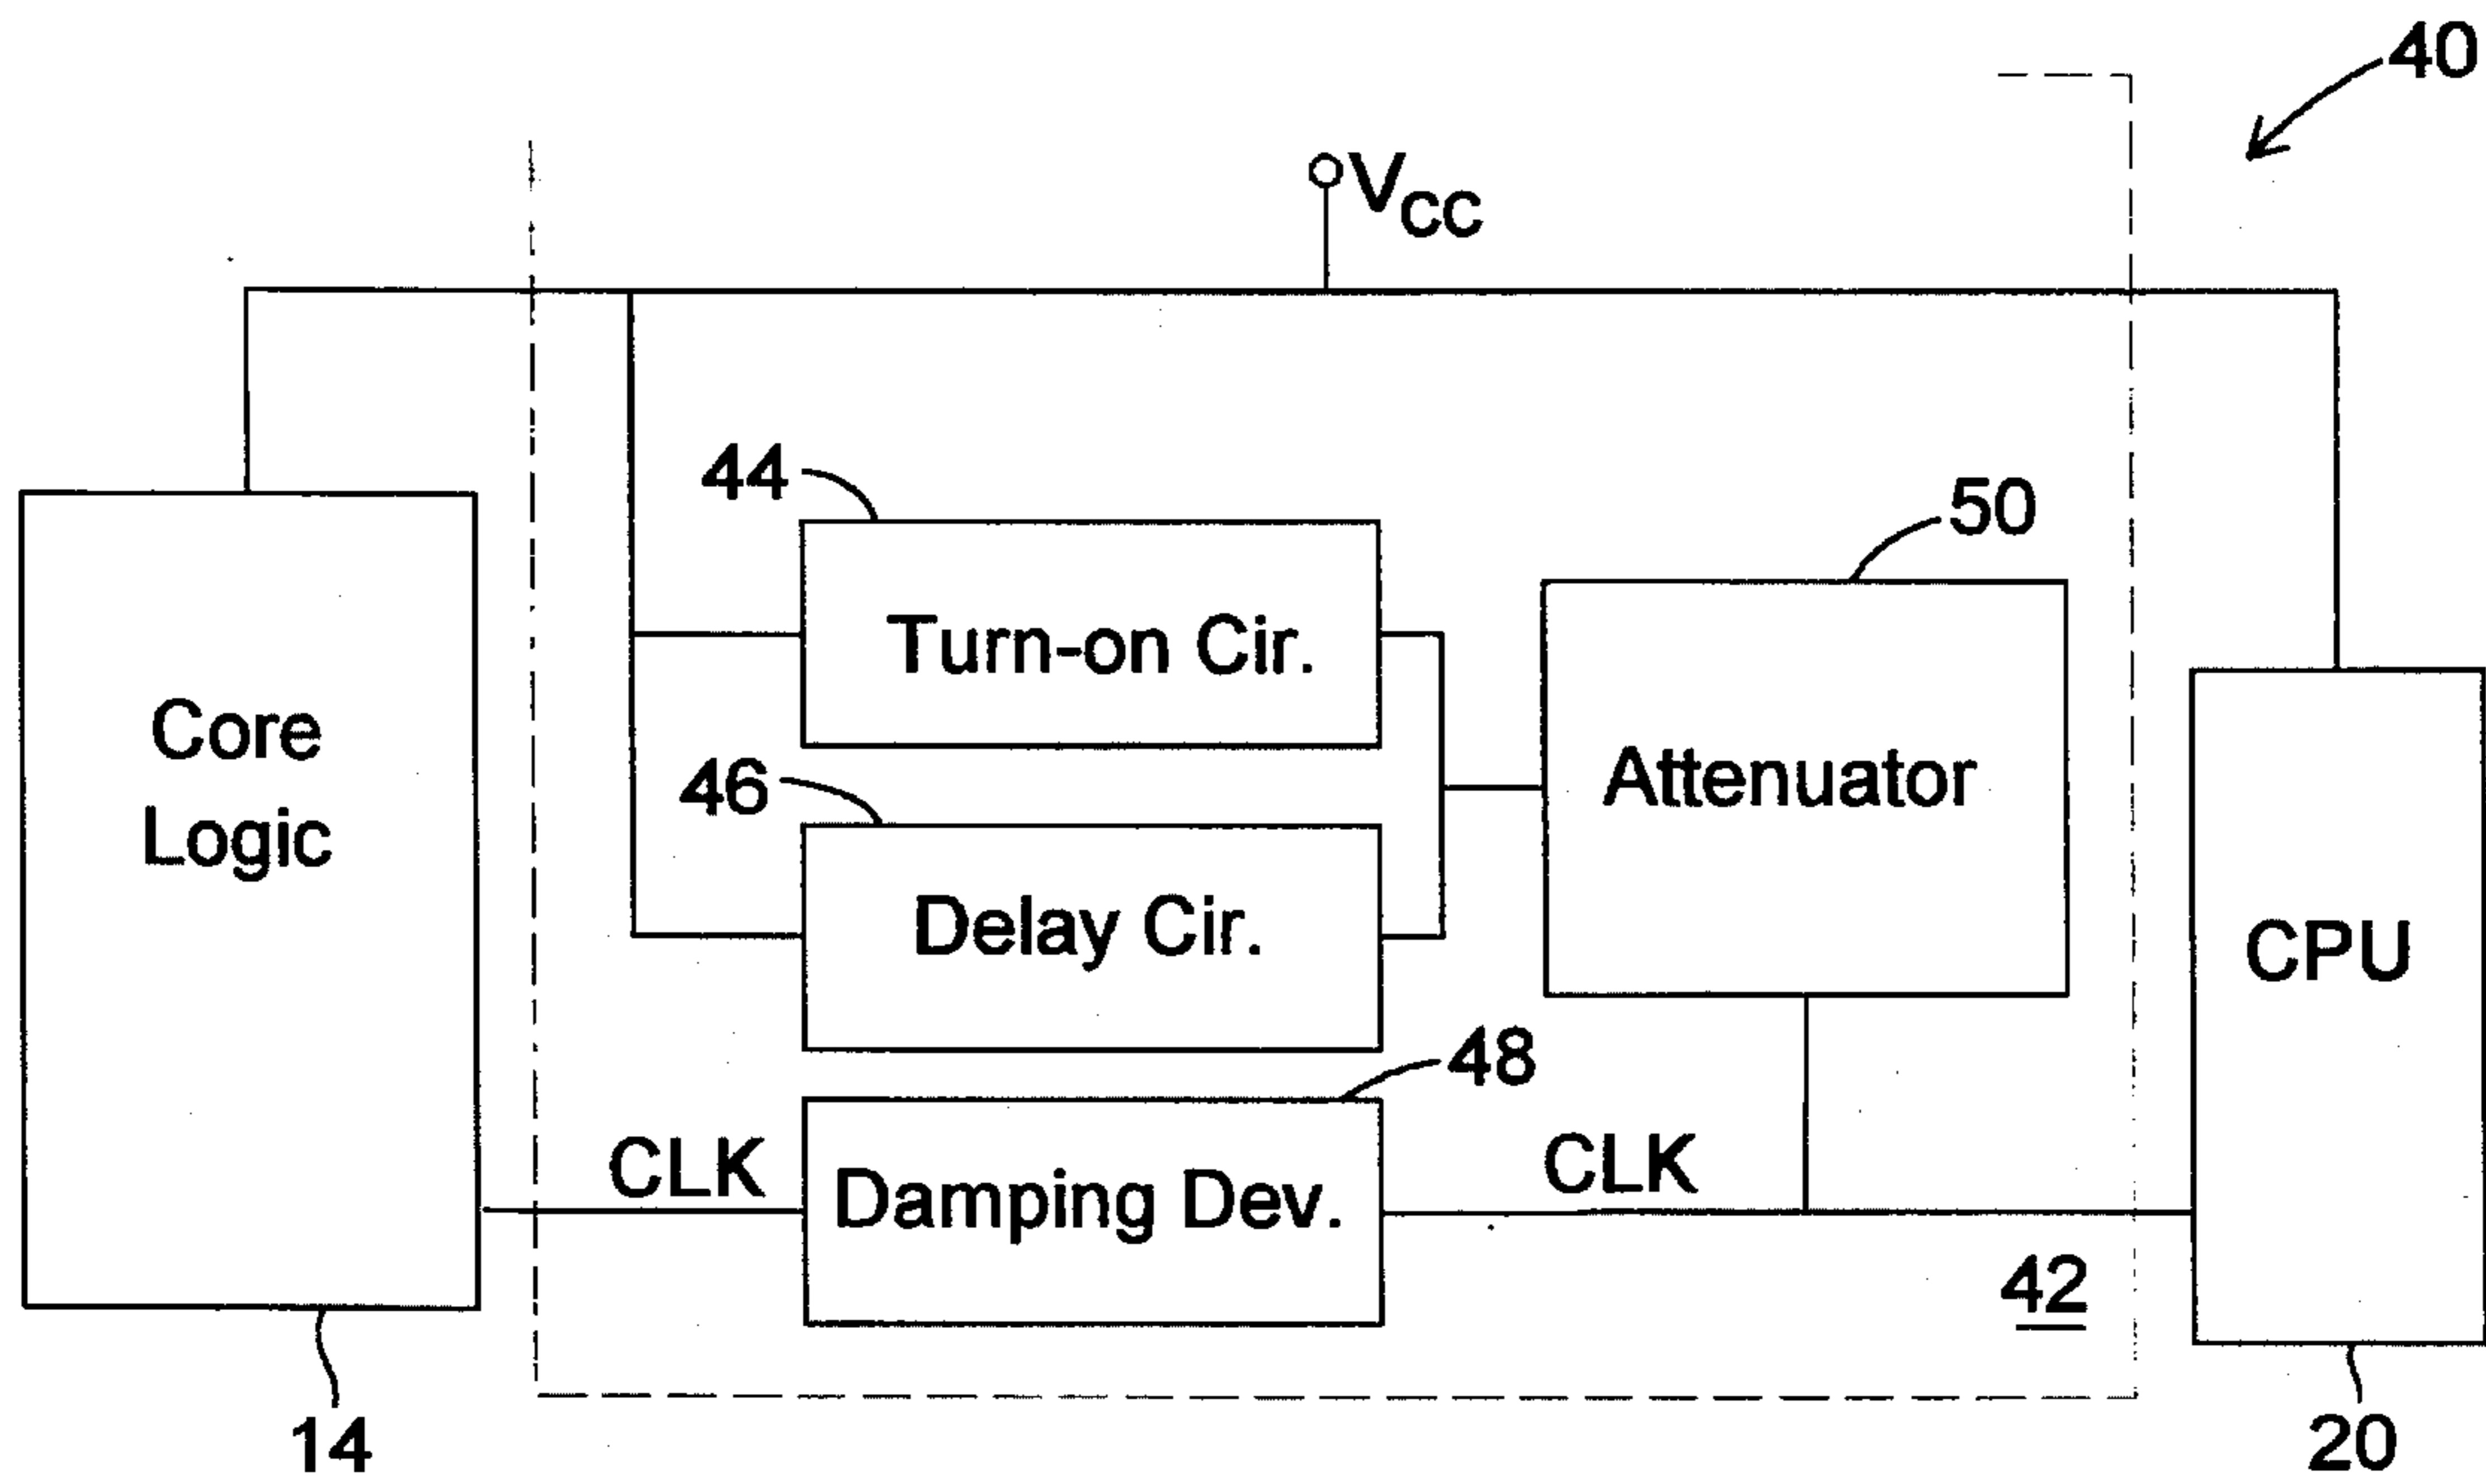 40
VCC
44
50
Turn-on Cir.
Core
Logic
46
Attenuator
Delay Cir.
CPU
48
CLK
Damping Dev.
CLK
42
14
20